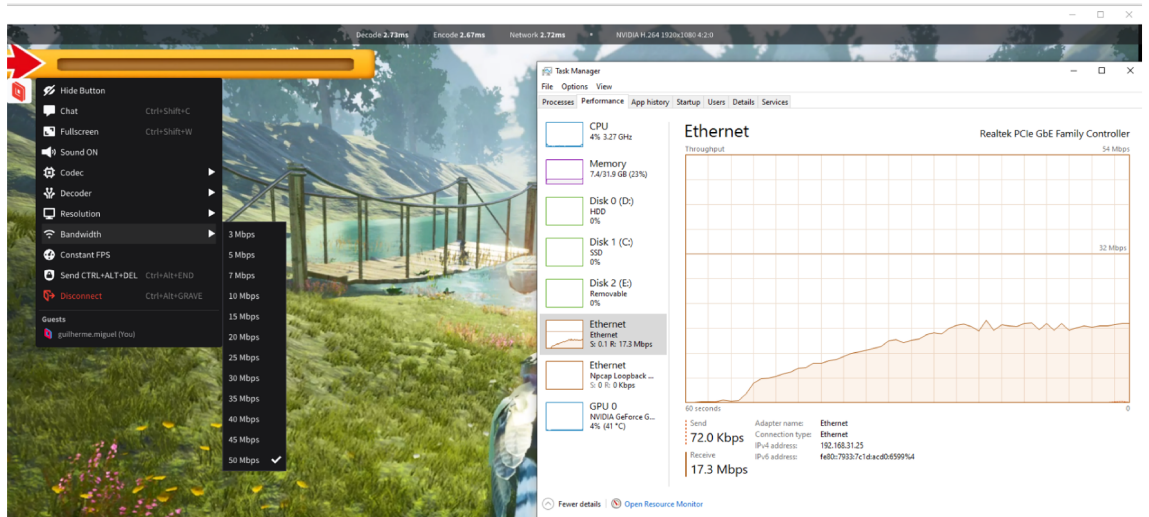 Decode 2.73ms Encode 2.67ms Network 2.72ms • NVIDIA H.264 1920x1080 4:2:0
Hide Button
Chat Ctrl+Shift+C
Fullscreen Ctrl+Shift+W
Sound ON
Codec
Decoder
Resolution
Bandwidth
Constant FPS
Send CTRL+ALT+DEL Ctrl+Alt+END
Disconnect Ctrl+Alt+GRAVE
Guests
guilherme.miguel (You)
3 Mbps
5 Mbps
7 Mbps
10 Mbps
15 Mbps
20 Mbps
25 Mbps
30 Mbps
35 Mbps
40 Mbps
45 Mbps
50 Mbps
Task Manager
File Options View
Processes Performance App history Startup Users Details Services
CPU
4% 3.27 GHz
Memory
7.4/31.9 GB (23%)
Disk 0 (D:)
HDD
0%
Disk 1 (C:)
SSD
0%
Disk 2 (E:)
Removable
0%
Ethernet
Ethernet
S: 0.1 R: 17.3 Mbps
Ethernet
Npcap Loopback ...
S: 0 R: 0 Kbps
GPU 0
NVIDIA GeForce G...
4% (41 °C)
Ethernet Realtek PCIe GbE Family Controller
Throughput 54 Mbps
32 Mbps
60 seconds 0
Send
72.0 Kbps
Receive
17.3 Mbps
Adapter name: Ethernet
Connection type: Ethernet
IPv4 address: 192.168.31.25
IPv6 address: fe80::7933:7c1d:acd0:6599%4
Fewer details Open Resource Monitor